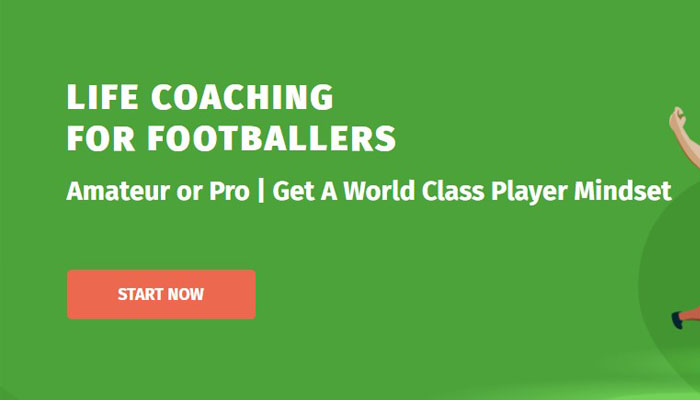 LIFE COACHING
FOR FOOTBALLERS
Amateur or Pro | Get A World Class Player Mindset
START NOW